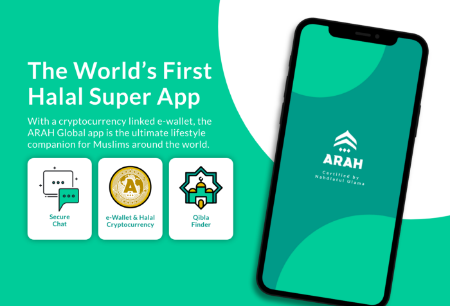 The World's First
Halal Super App
With a cryptocurrency linked e-wallet, the
ARAH Global app is the ultimate lifestyle
companion for Muslims around the world.
Secure
Chat
e-Wallet & Halal
Cryptocurrency
Qibla
Finder
ARAH
Certified by
Nahdlatul Ulama